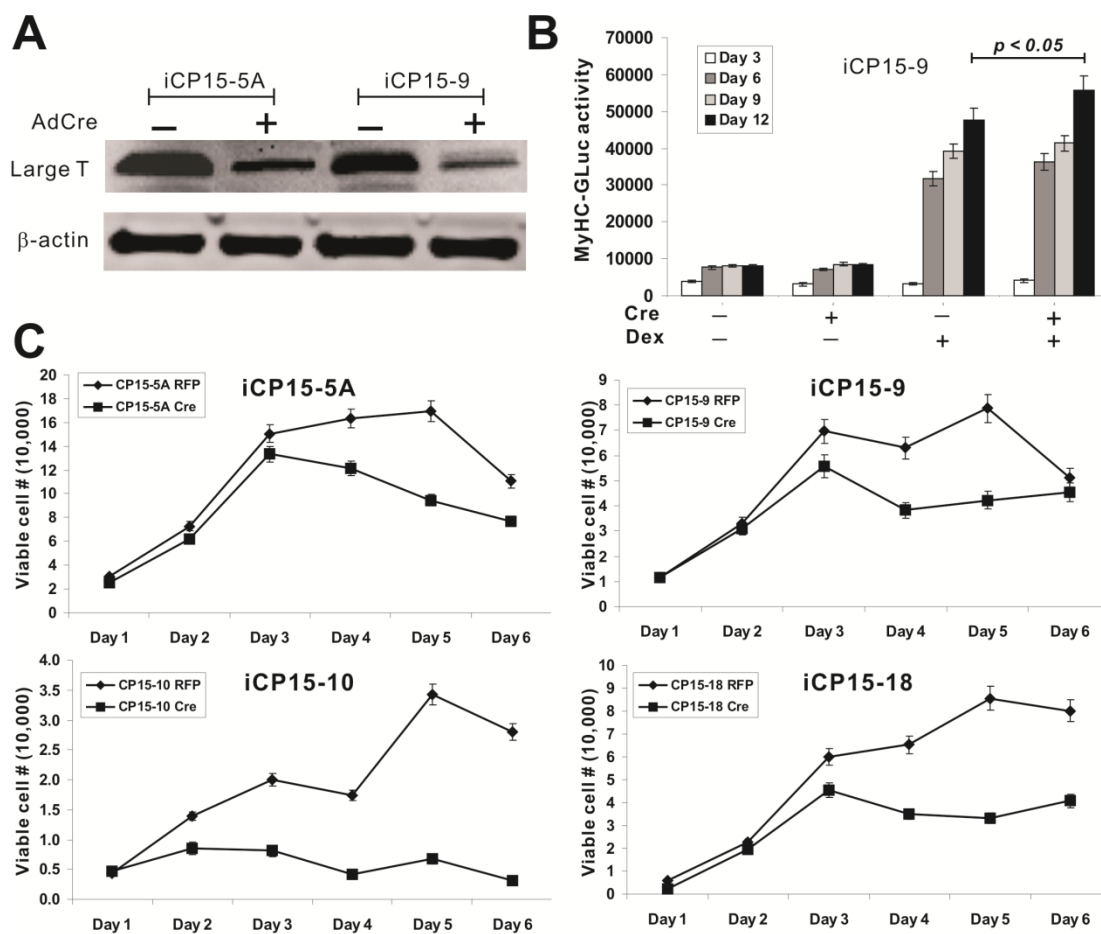 A
iCP15-5A iCP15-9
AdCre — + — +
Large T
β-actin
B
iCP15-9
p < 0.05
Day 3
Day 6
Day 9
Day 12
MyHC-GLuc activity
70000
60000
50000
40000
30000
20000
10000
0
Cre — + — +
Dex — — + +
C
iCP15-5A
CP15-5A RFP
CP15-5A Cre
Viable cell # (10,000)
20
18
16
14
12
10
8
6
4
2
0
Day 1 Day 2 Day 3 Day 4 Day 5 Day 6
iCP15-9
CP15-9 RFP
CP15-9 Cre
Viable cell # (10,000)
9
8
7
6
5
4
3
2
1
0
Day 1 Day 2 Day 3 Day 4 Day 5 Day 6
iCP15-10
CP15-10 RFP
CP15-10 Cre
Viable cell # (10,000)
4.0
3.5
3.0
2.5
2.0
1.5
1.0
0.5
0.0
Day 1 Day 2 Day 3 Day 4 Day 5 Day 6
iCP15-18
CP15-18 RFP
CP15-18 Cre
Viable cell # (10,000)
10
9
8
7
6
5
4
3
2
1
0
Day 1 Day 2 Day 3 Day 4 Day 5 Day 6